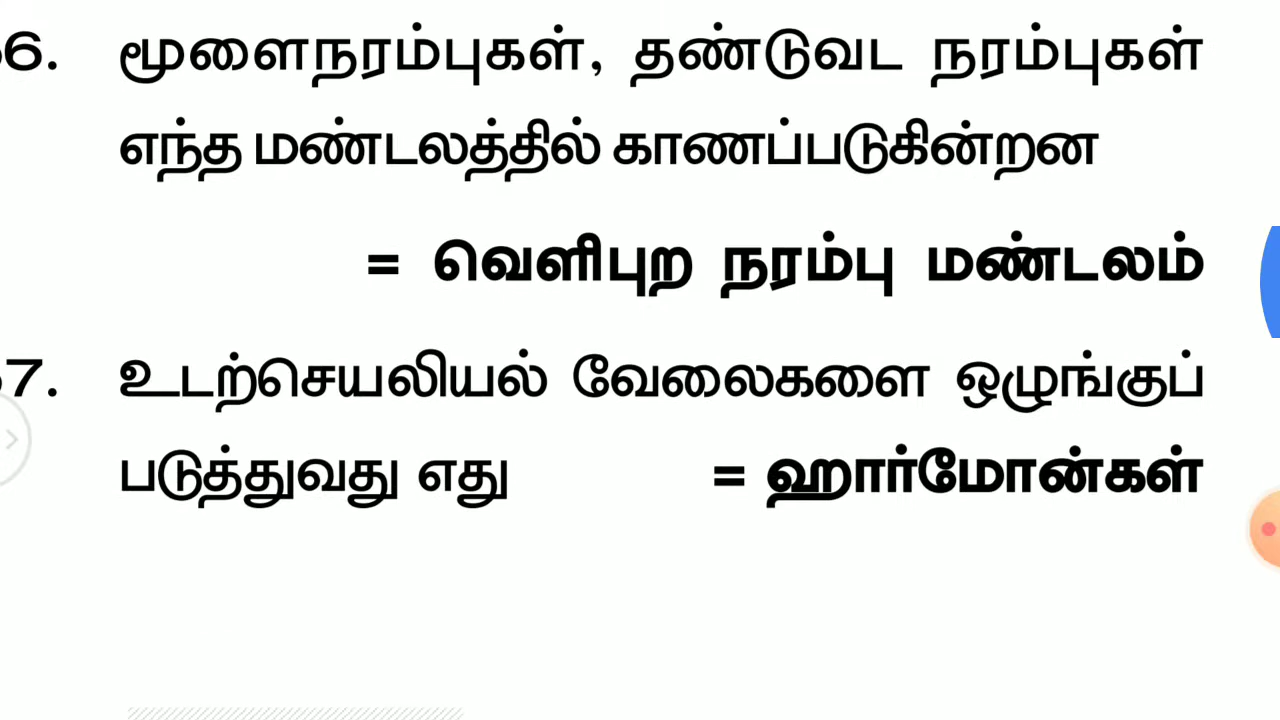 6. மூளைநரம்புகள், தண்டுவட நரம்புகள்
எந்த மண்டலத்தில் காணப்படுகின்றன
= வெளிபுற நரம்பு மண்டலம்
7. உடற்செயலியல் வேலைகளை ஒழுங்குப்
படுத்துவது எது = ஹார்மோன்கள்